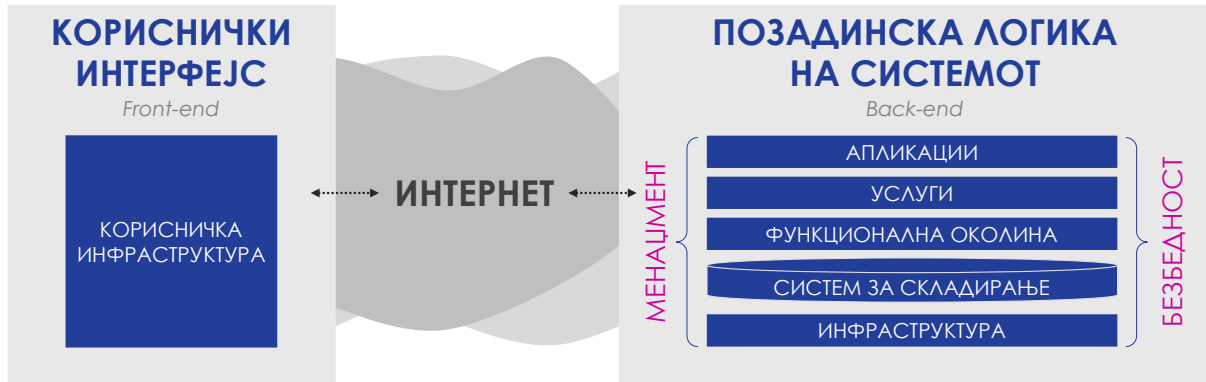 КОРИСНИЧКИ
ИНТЕРФЕЈС
Front-end
КОРИСНИЧКА
ИНФРАСТРУКТУРА
ИНТЕРНЕТ
ПОЗАДИНСКА ЛОГИКА
НА СИСТЕМОТ
Back-end
МЕНАЏМЕНТ
АПЛИКАЦИИ
УСЛУГИ
ФУНКЦИОНАЛНА ОКОЛИНА
СИСТЕМ ЗА СКЛАДИРАЊЕ
ИНФРАСТРУКТУРА
БЕЗБЕДНОСТ